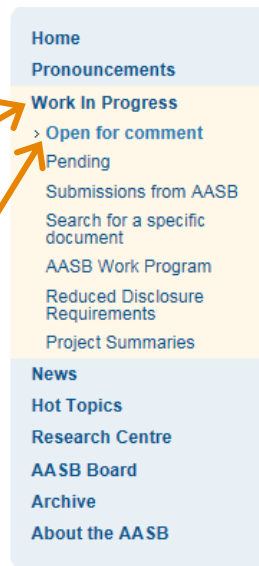 Home
Pronouncements
Work In Progress
› Open for comment
Pending
Submissions from AASB
Search for a specific
document
AASB Work Program
Reduced Disclosure
Requirements
Project Summaries
News
Hot Topics
Research Centre
AASB Board
Archive
About the AASB